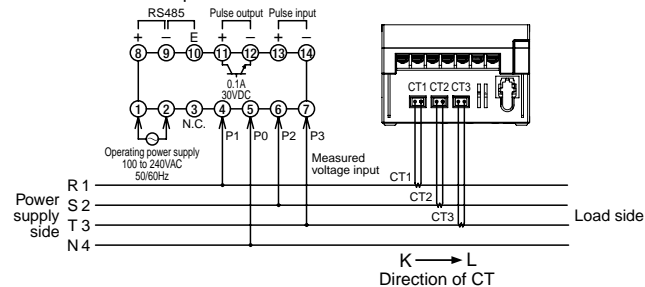 RS485 Pulse output Pulse input
+ − E + − + −
8 9 10 11 12 13 14
0.1A
30VDC
CT1 CT2 CT3
1 2 3 4 5 6 7
N.C. P1 P0 P2 P3
Operating power supply
100 to 240VAC
50/60Hz
Measured
voltage input
CT1
CT2
CT3
Power
supply
side
R 1
S 2
T 3
N 4
Load side
K L
Direction of CT